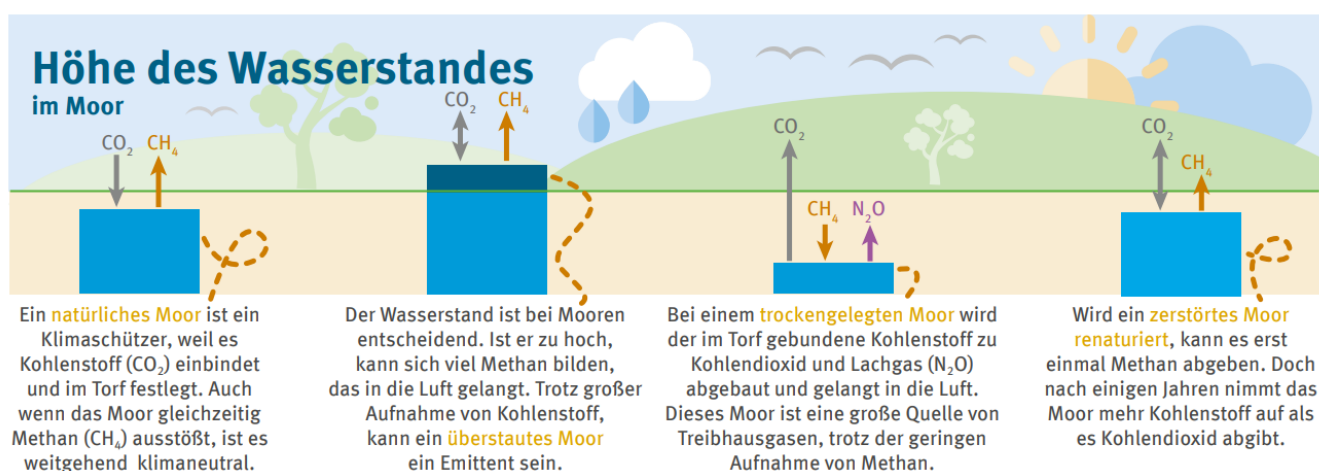 Höhe des Wasserstandes
im Moor
CO₂ CH₄
CO₂ CH₄
CO₂
CH₄ N₂O
CO₂
CH₄
Ein natürliches Moor ist ein
Klimaschützer, weil es
Kohlenstoff (CO₂) einbindet
und im Torf festlegt. Auch
wenn das Moor gleichzeitig
Methan (CH₄) ausstößt, ist es
weitgehend klimaneutral.
Der Wasserstand ist bei Mooren
entscheidend. Ist er zu hoch,
kann sich viel Methan bilden,
das in die Luft gelangt. Trotz großer
Aufnahme von Kohlenstoff,
kann ein überstautes Moor
ein Emittent sein.
Bei einem trockengelegten Moor wird
der im Torf gebundene Kohlenstoff zu
Kohlendioxid und Lachgas (N₂O)
abgebaut und gelangt in die Luft.
Dieses Moor ist eine große Quelle von
Treibhausgasen, trotz der geringen
Aufnahme von Methan.
Wird ein zerstörtes Moor
renaturiert, kann es erst
einmal Methan abgeben. Doch
nach einigen Jahren nimmt das
Moor mehr Kohlenstoff auf als
es Kohlendioxid abgibt.